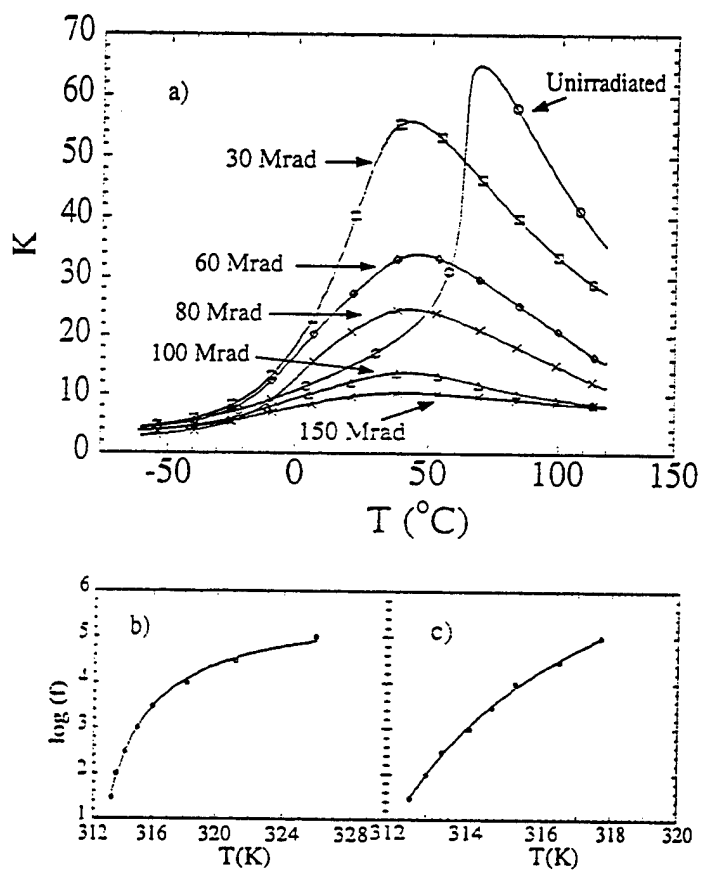 70
60
50
40
30
20
10
0
K
a)
Unirradiated
30 Mrad
60 Mrad
80 Mrad
100 Mrad
150 Mrad
-50 0 50 100 150
T (°C)
6
5
4
3
2
1
log (f)
b)
c)
312 316 320 324 328 312 314 316 318 320
T(K) T(K)